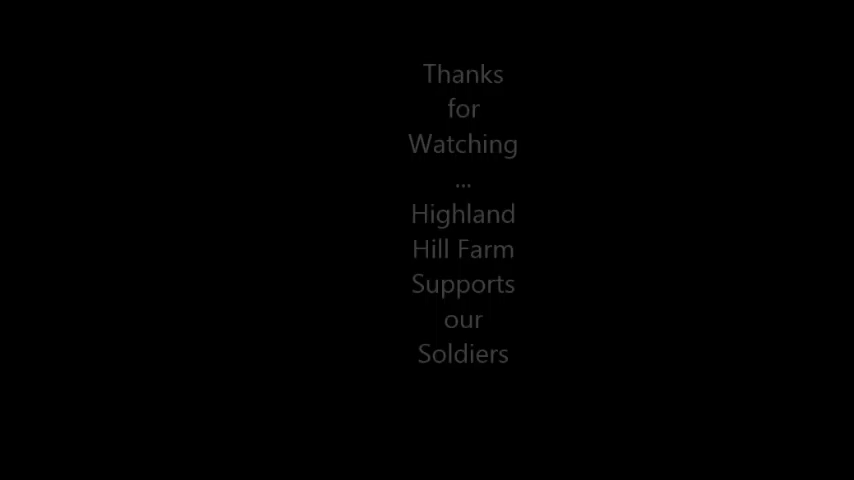 Thanks
for
Watching
...
Highland
Hill Farm
Supports
our
Soldiers